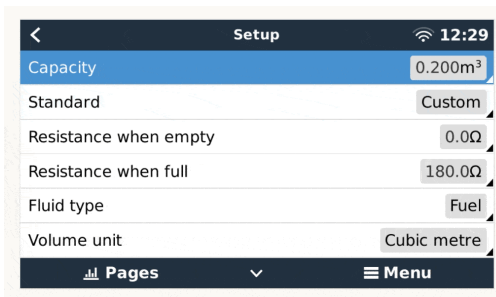 Setup 12:29
Capacity 0.200m³
Standard Custom
Resistance when empty 0.0Ω
Resistance when full 180.0Ω
Fluid type Fuel
Volume unit Cubic metre
Pages Menu